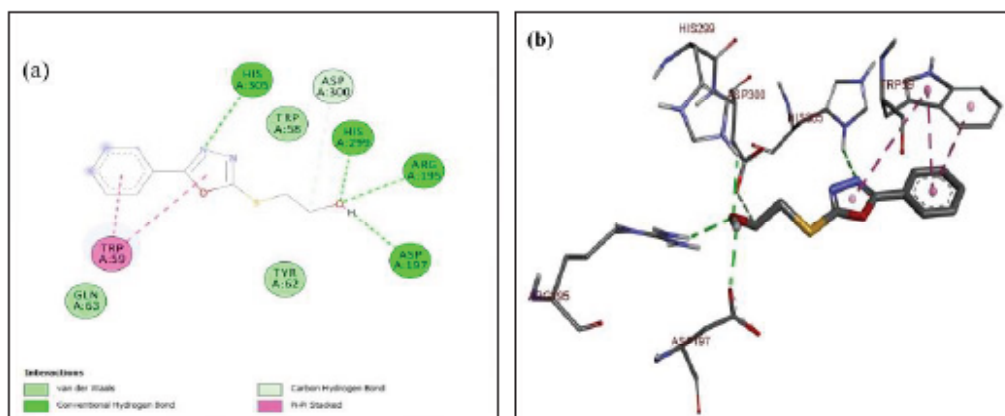 (a)
HIS
A:305
ASP
A:300
TRP
A:58
HIS
A:299
ARG
A:195
N
N
O
S
O
H
TRP
A:59
ASP
A:197
TYR
A:62
GLN
A:63
Interactions
van der Waals
Conventional Hydrogen Bond
Carbon Hydrogen Bond
Pi-Pi Stacked
(b)
HIS299
ASP300
HIS305
TRP59
ARG195
ASP197